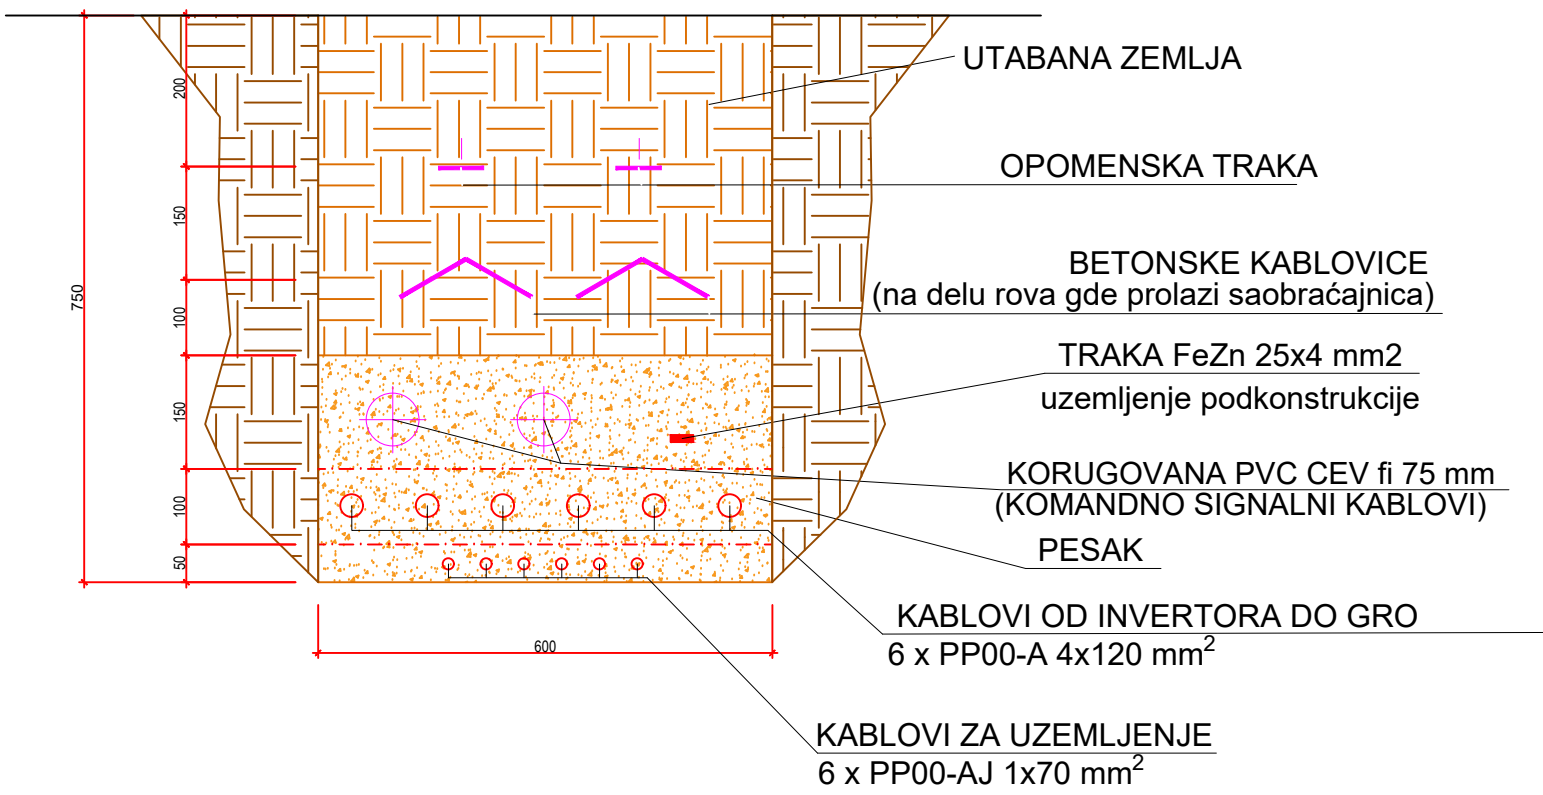 UTABANA ZEMLJA
200
OPOMENSKA TRAKA
150
BETONSKE KABLOVICE
(na delu rova gde prolazi saobraćajnica)
750
100
TRAKA FeZn 25x4 mm2
uzemljenje podkonstrukcije
150
KORUGOVANA PVC CEV fi 75 mm
(KOMANDNO SIGNALNI KABLOVI)
100
PESAK
50
KABLOVI OD INVERTORA DO GRO
6 x PP00-A 4x120 mm²
600
KABLOVI ZA UZEMLJENJE
6 x PP00-AJ 1x70 mm²